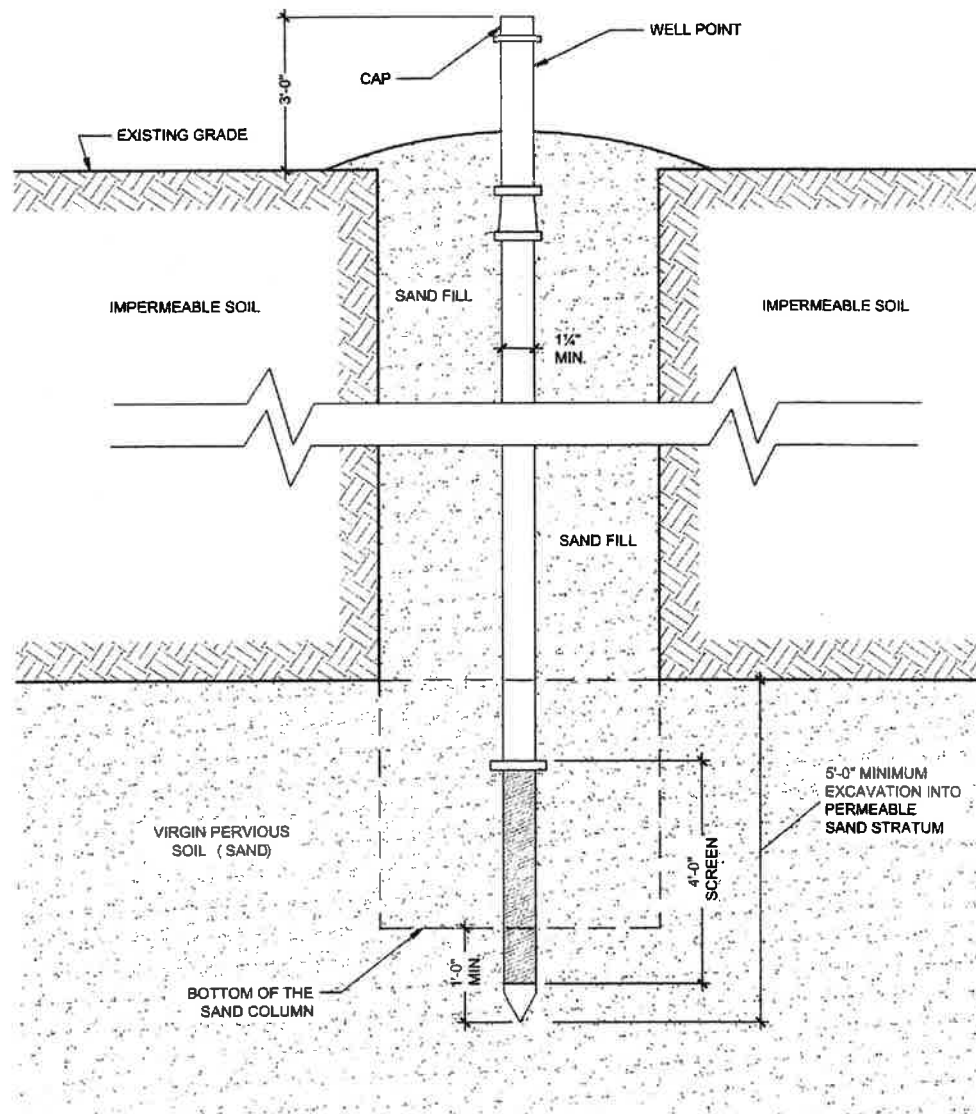 WELL POINT
CAP
3'-0"
EXISTING GRADE
IMPERMEABLE SOIL
SAND FILL
IMPERMEABLE SOIL
1¼"
MIN.
SAND FILL
5'-0" MINIMUM
EXCAVATION INTO
PERMEABLE
SAND STRATUM
VIRGIN PERVIOUS
SOIL ( SAND)
4'-0"
SCREEN
1'-0"
MIN.
BOTTOM OF THE
SAND COLUMN